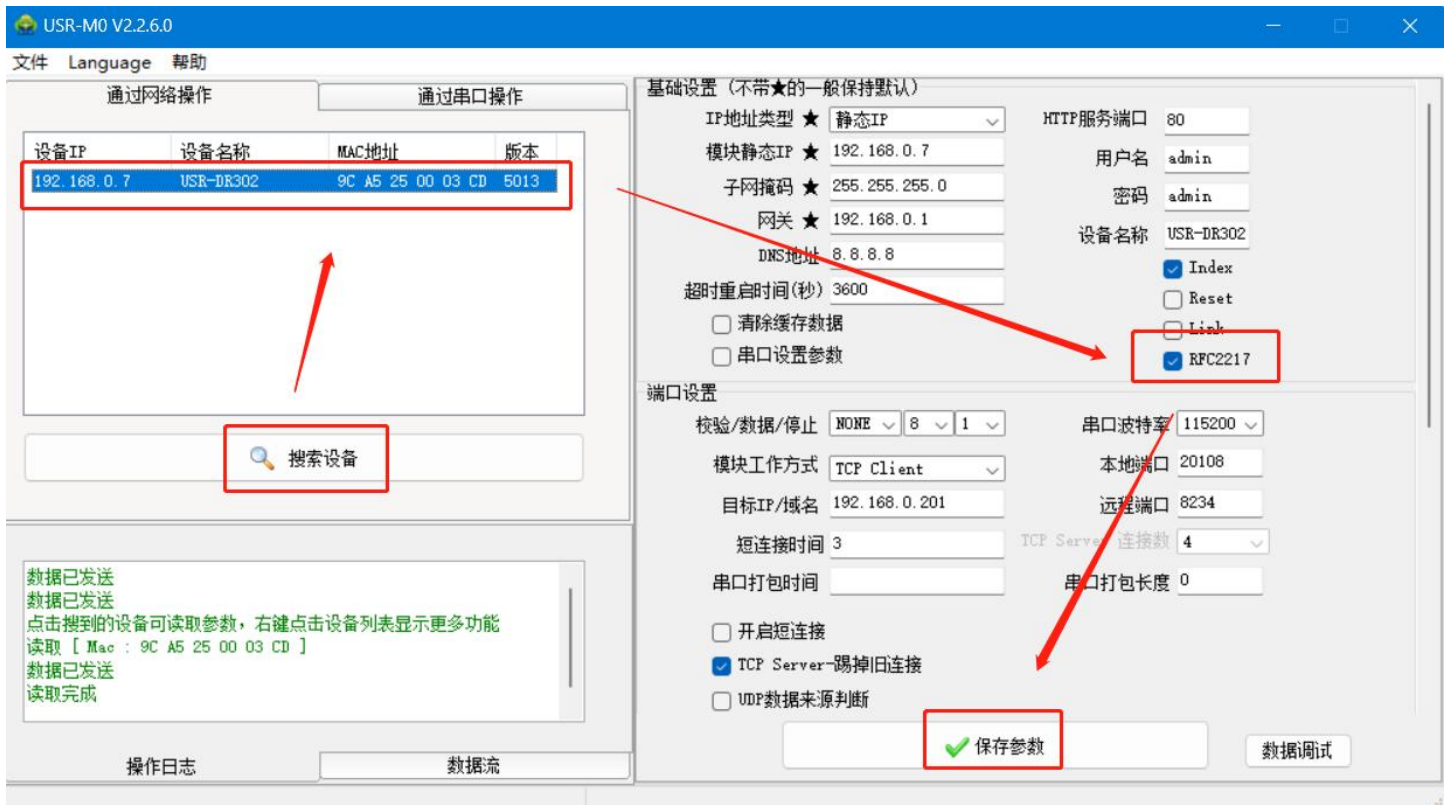 USR-M0 V2.2.6.0
文件 Language 帮助
通过网络操作 通过串口操作
设备IP 设备名称 MAC地址 版本
192.168.0.7 USR-DR302 9C A5 25 00 03 CD 5013
搜索设备
数据已发送
数据已发送
点击搜到的设备可读取参数，右键点击设备列表显示更多功能
读取 [ Mac : 9C A5 25 00 03 CD ]
数据已发送
读取完成
操作日志 数据流
基础设置（不带★的一般保持默认）
IP地址类型 ★ 静态IP HTTP服务端口 80
模块静态IP ★ 192.168.0.7 用户名 admin
子网掩码 ★ 255.255.255.0 密码 admin
网关 ★ 192.168.0.1 设备名称 USR-DR302
DNS地址 8.8.8.8 Index
超时重启时间(秒) 3600 Reset
清除缓存数据 Link
串口设置参数 RFC2217
端口设置
校验/数据/停止 NONE 8 1 串口波特率 115200
模块工作方式 TCP Client 本地端口 20108
目标IP/域名 192.168.0.201 远程端口 8234
短连接时间 3 TCP Server 连接数 4
串口打包时间 串口打包长度 0
开启短连接
TCP Server-踢掉旧连接
UDP数据来源判断
保存参数 数据调试